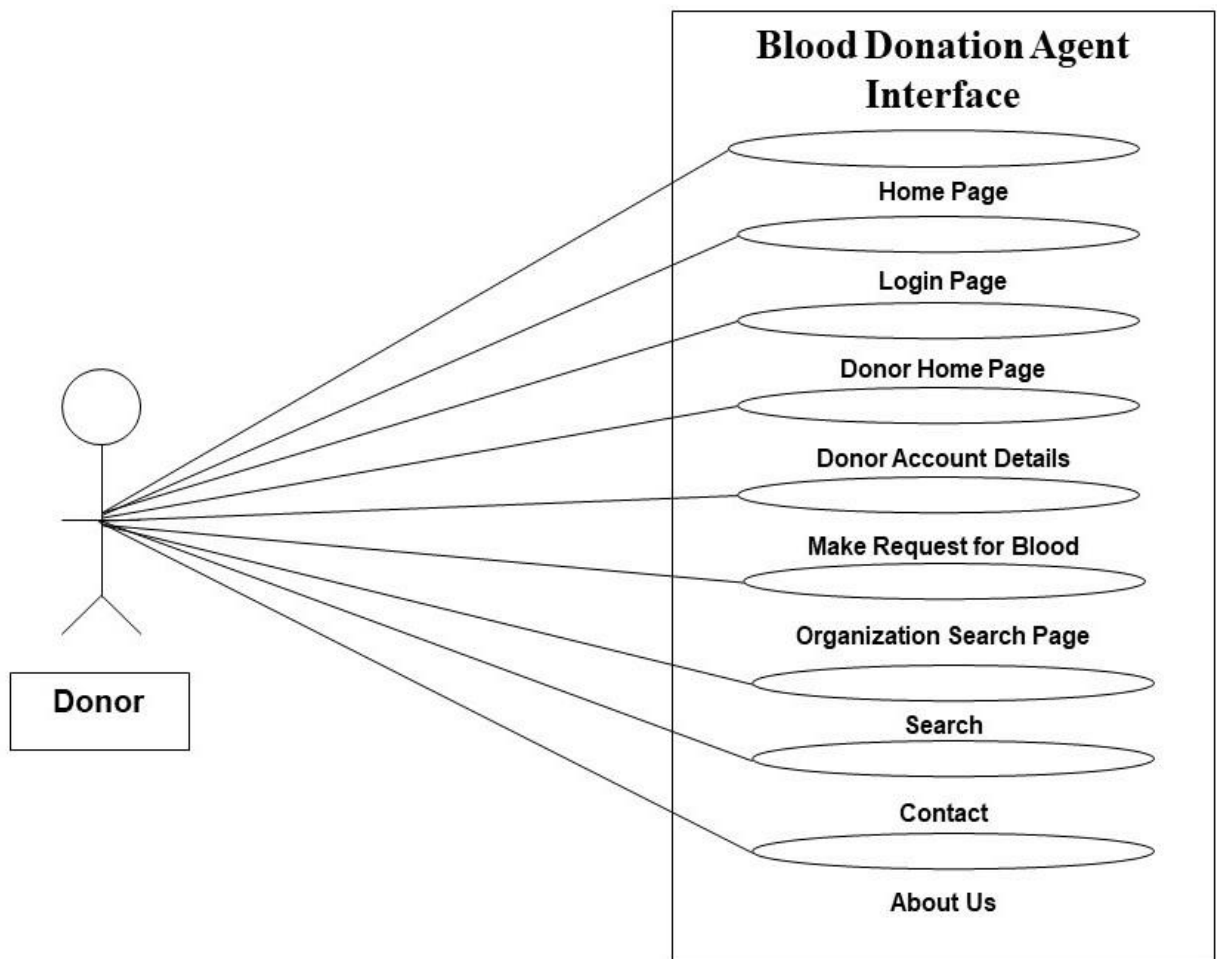 Blood Donation Agent
Interface
Home Page
Login Page
Donor Home Page
Donor Account Details
Make Request for Blood
Organization Search Page
Search
Contact
About Us
Donor